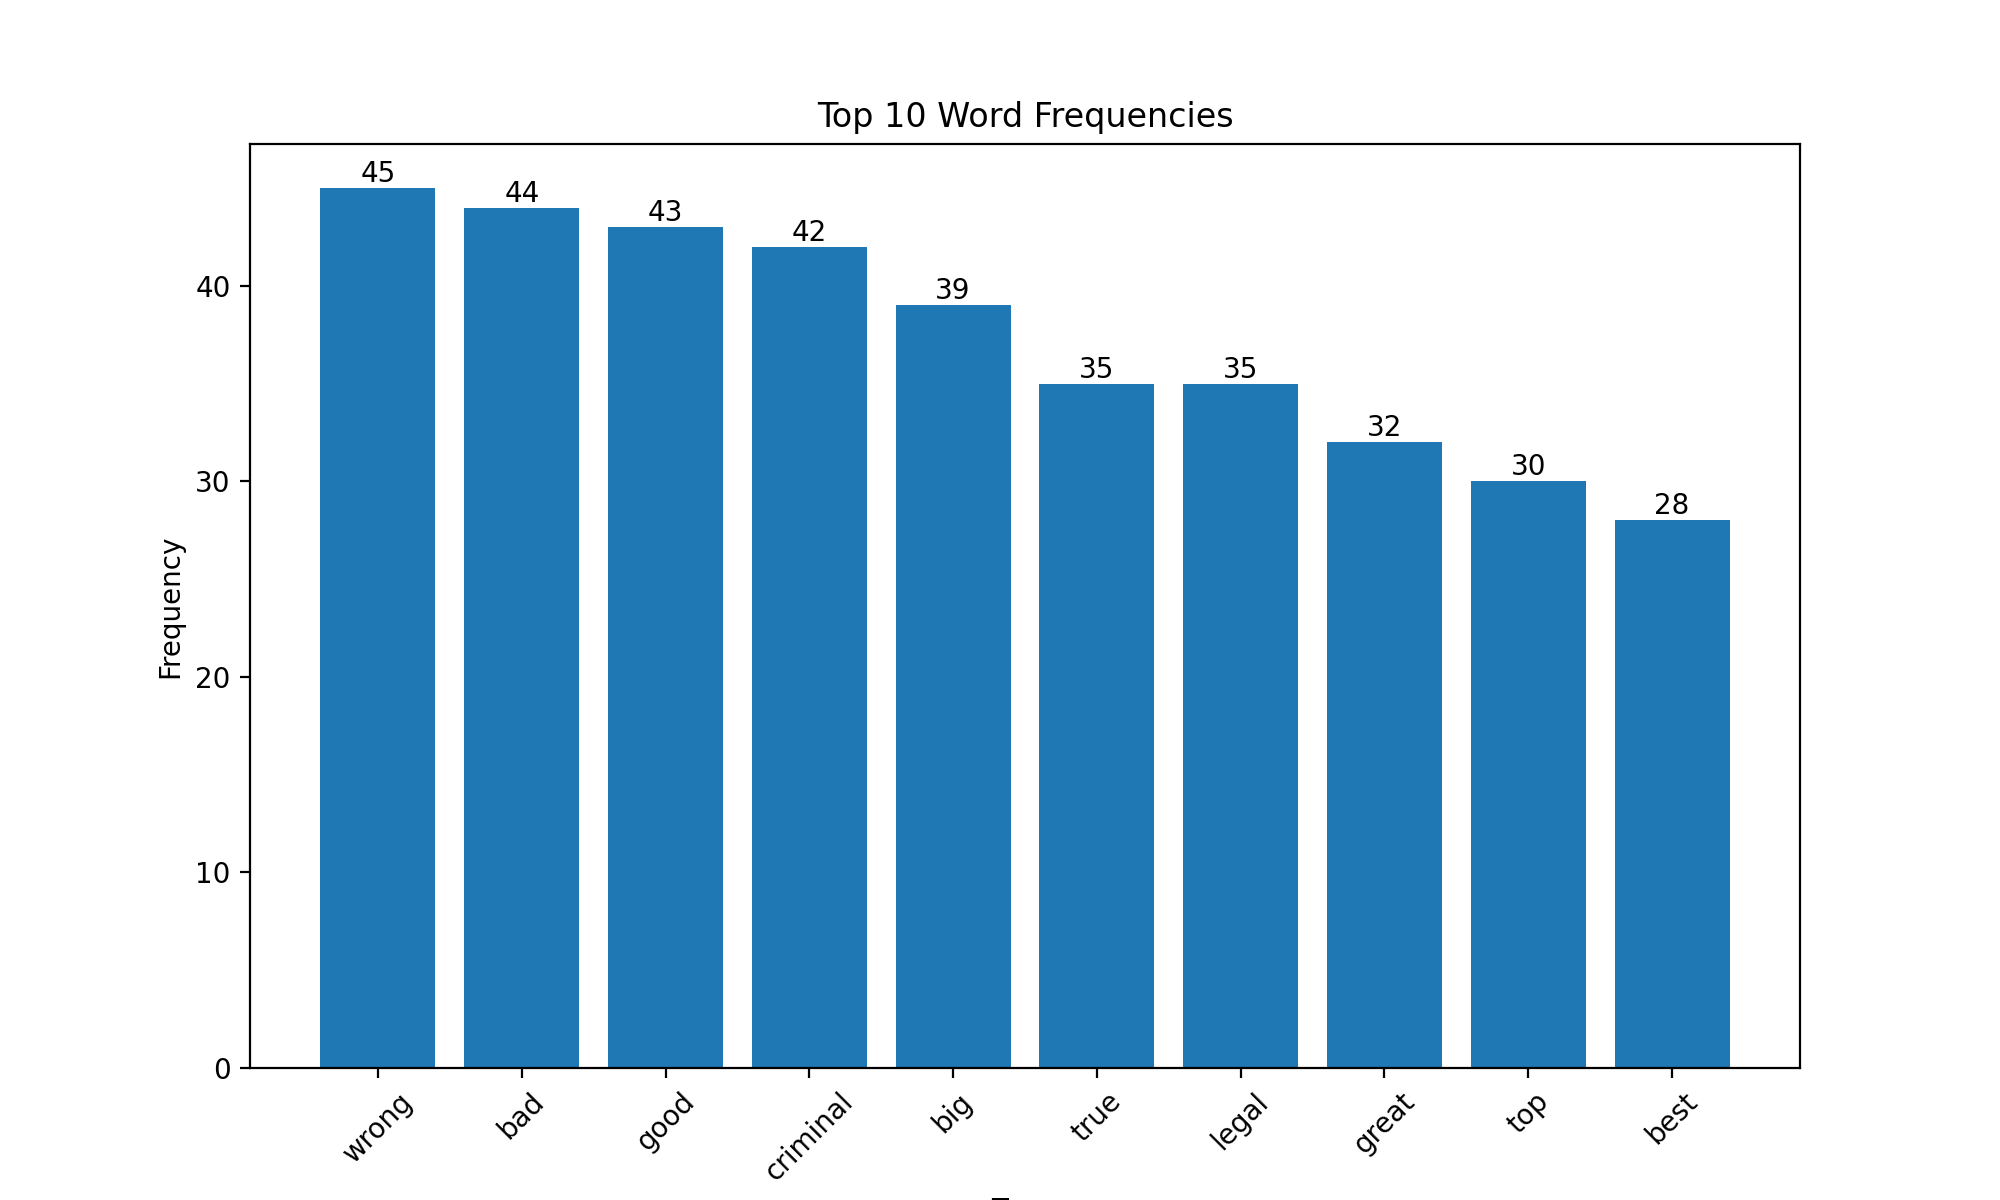 Top 10 Word Frequencies
45
44
43
42
39
35
35
32
30
28
Frequency
40
30
20
10
0
wrong
bad
good
criminal
big
true
legal
great
top
best